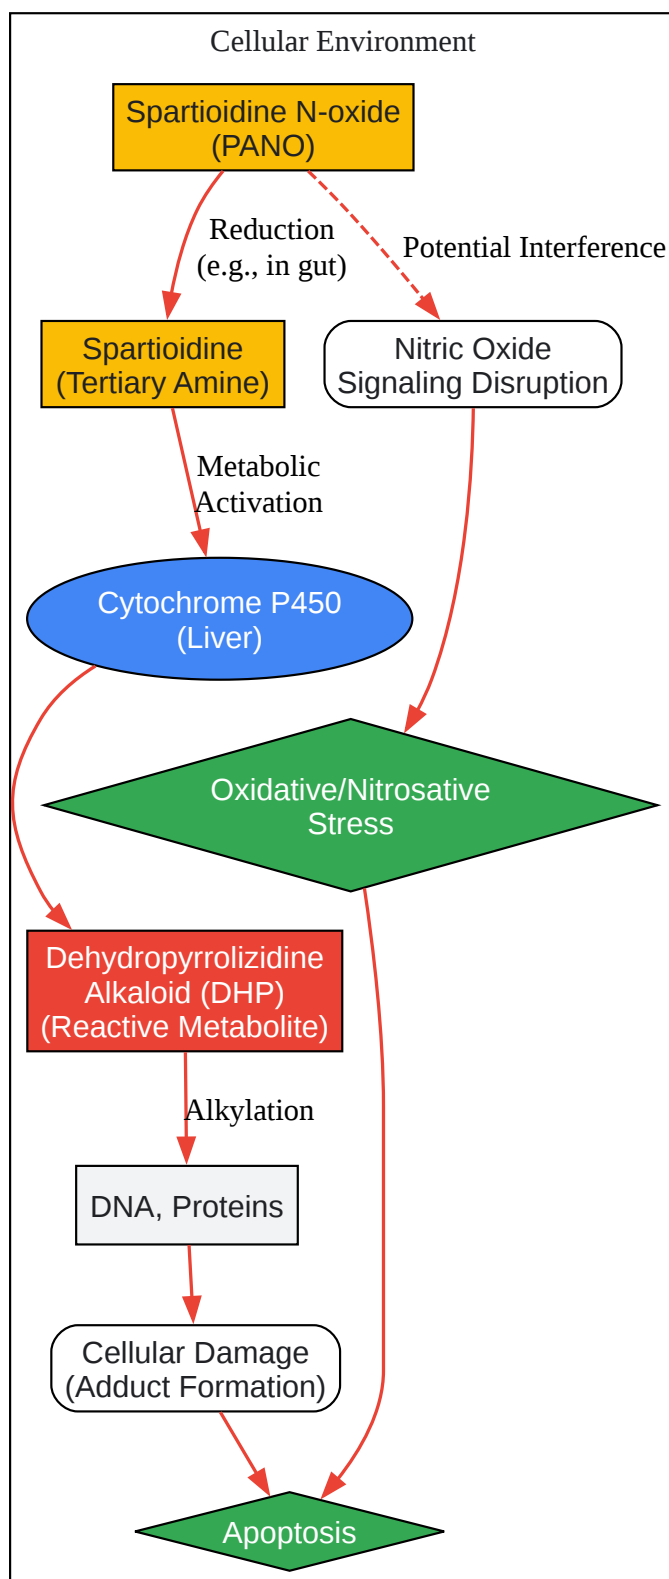 Cellular Environment
Spartioidine N-oxide
(PANO)
Reduction
(e.g., in gut)
Potential Interference
Spartioidine
(Tertiary Amine)
Nitric Oxide
Signaling Disruption
Metabolic
Activation
Cytochrome P450
(Liver)
Oxidative/Nitrosative
Stress
Dehydropyrrolizidine
Alkaloid (DHP)
(Reactive Metabolite)
Alkylation
DNA, Proteins
Cellular Damage
(Adduct Formation)
Apoptosis